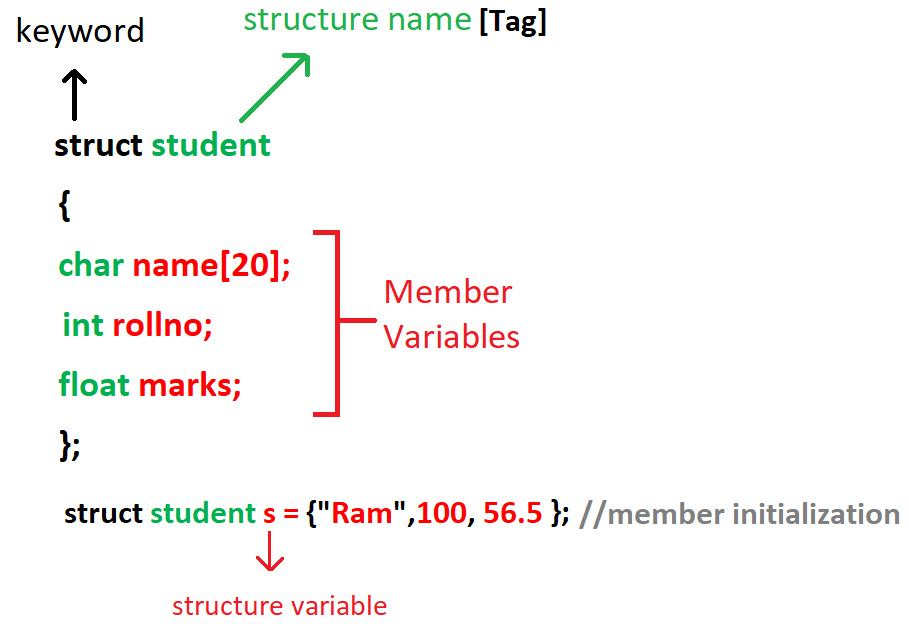 keyword
structure name [Tag]
struct student
{
char name[20];
int rollno;
float marks;
};
Member
Variables
struct student s = {"Ram",100, 56.5 }; //member initialization
structure variable